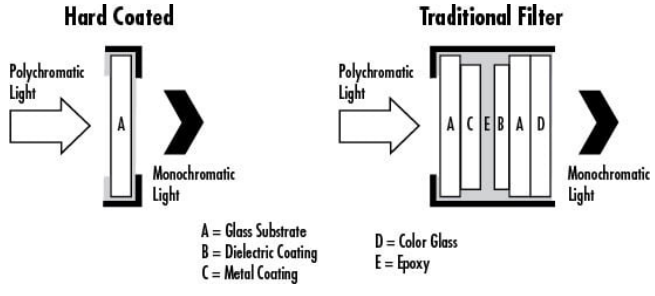 Hard Coated
Polychromatic
Light
A
Monochromatic
Light
Traditional Filter
Polychromatic
Light
A C E B A D
Monochromatic
Light
A = Glass Substrate
B = Dielectric Coating
C = Metal Coating
D = Color Glass
E = Epoxy